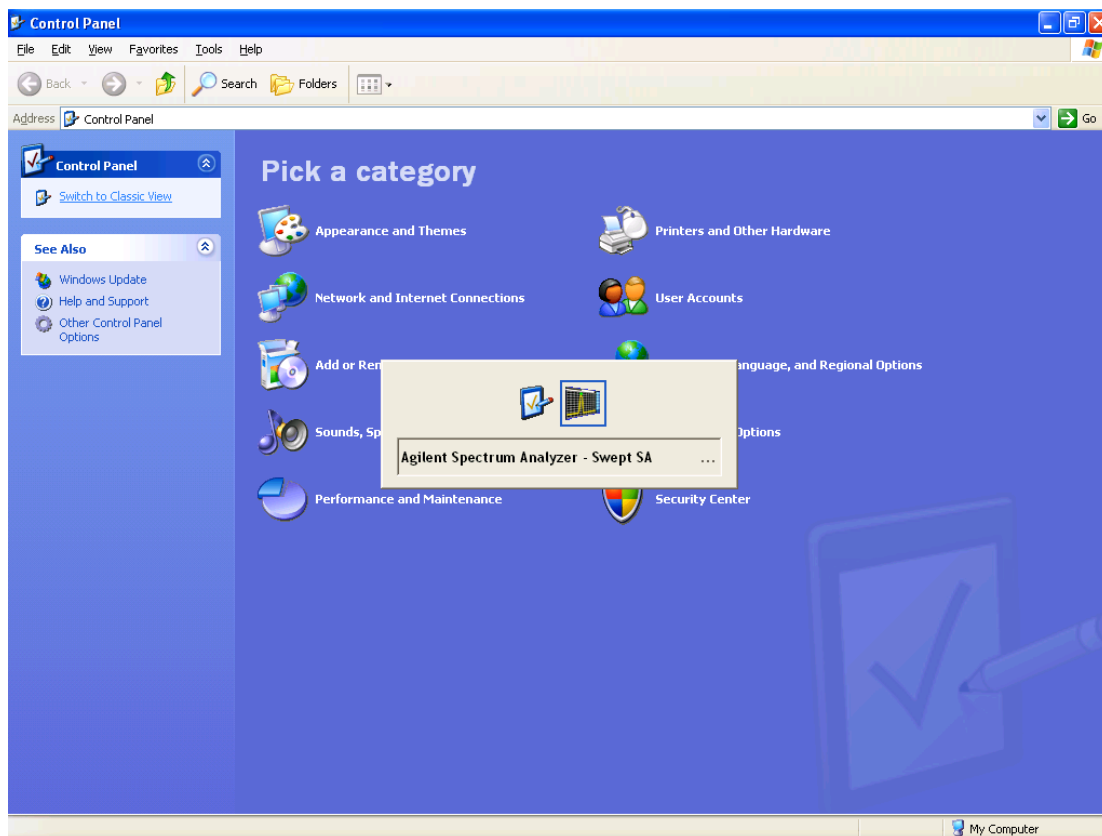 Control Panel
File Edit View Favorites Tools Help
Back Search Folders
Address Control Panel Go
Control Panel
Switch to Classic View
See Also
Windows Update
Help and Support
Other Control Panel
Options
Pick a category
Appearance and Themes
Printers and Other Hardware
Network and Internet Connections
User Accounts
Add or Ren
anguage, and Regional Options
Sounds, Sp
Options
Performance and Maintenance
Security Center
Agilent Spectrum Analyzer - Swept SA ...
My Computer